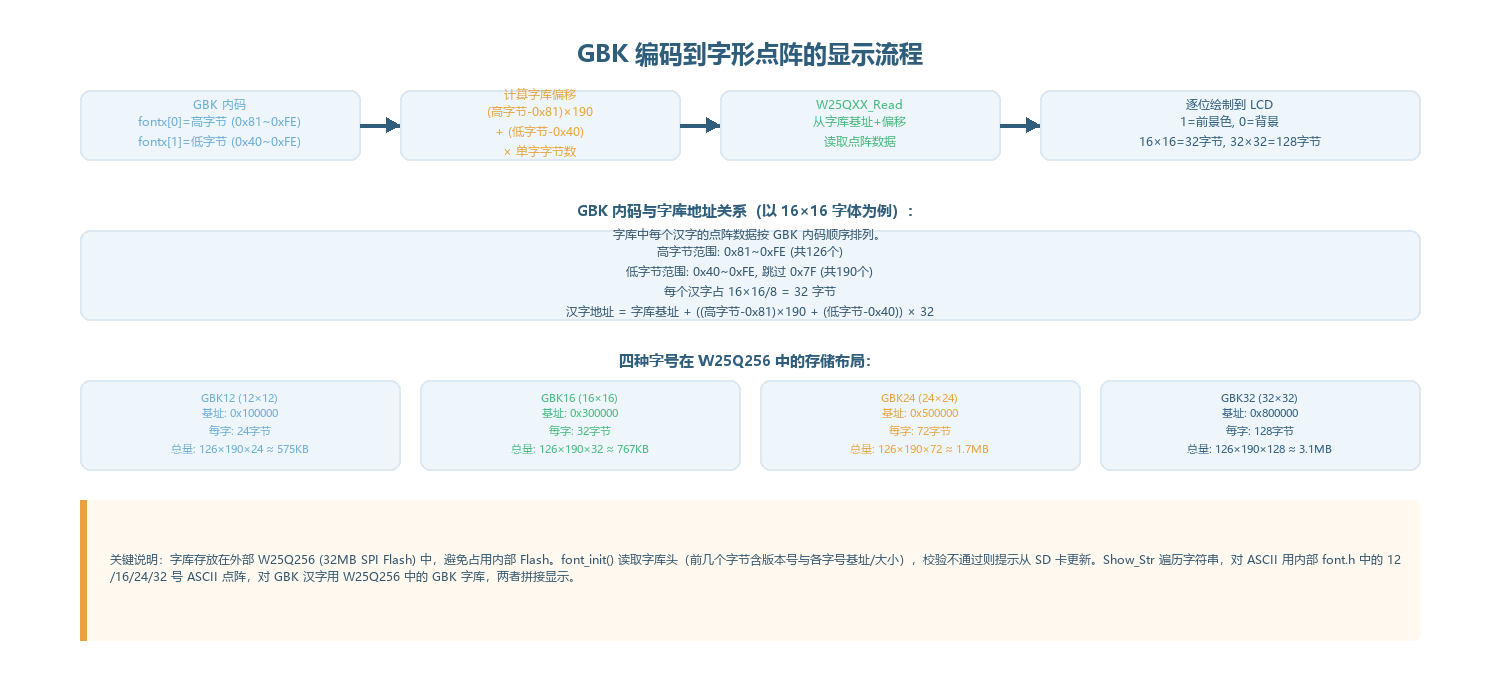 GBK 编码到字形点阵的显示流程
GBK 内码
fontx[0]=高字节 (0x81~0xFE)
fontx[1]=低字节 (0x40~0xFE)
计算字库偏移
(高字节-0x81)×190
+ (低字节-0x40)
× 单字字节数
W25QXX_Read
从字库基址+偏移
读取点阵数据
逐位绘制到 LCD
1=前景色, 0=背景
16×16=32字节, 32×32=128字节
GBK 内码与字库地址关系（以 16×16 字体为例）：
字库中每个汉字的点阵数据按 GBK 内码顺序排列。
高字节范围: 0x81~0xFE (共126个)
低字节范围: 0x40~0xFE, 跳过 0x7F (共190个)
每个汉字占 16×16/8 = 32 字节
汉字地址 = 字库基址 + ((高字节-0x81)×190 + (低字节-0x40)) × 32
四种字号在 W25Q256 中的存储布局：
GBK12 (12×12)
基址: 0x100000
每字: 24字节
总量: 126×190×24 ≈ 575KB
GBK16 (16×16)
基址: 0x300000
每字: 32字节
总量: 126×190×32 ≈ 767KB
GBK24 (24×24)
基址: 0x500000
每字: 72字节
总量: 126×190×72 ≈ 1.7MB
GBK32 (32×32)
基址: 0x800000
每字: 128字节
总量: 126×190×128 ≈ 3.1MB
关键说明：字库存放在外部 W25Q256 (32MB SPI Flash) 中，避免占用内部 Flash。font_init() 读取字库头（前几个字节含版本号与各字号基址/大小），校验不通过则提示从 SD 卡更新。Show_Str 遍历字符串，对 ASCII 用内部 font.h 中的 12
/16/24/32 号 ASCII 点阵，对 GBK 汉字用 W25Q256 中的 GBK 字库，两者拼接显示。